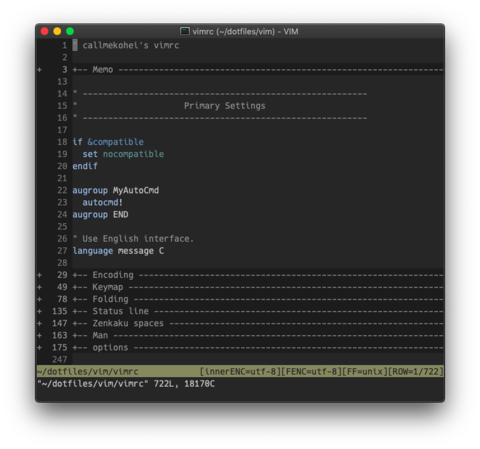 vimrc (~/dotfiles/vim) - VIM
1 " callmekohei's vimrc
2
+ 3 +-- Memo ----------------------------------------------------------------
13
14 " -------------------------------------------------------
15 " Primary Settings
16 " -------------------------------------------------------
17
18 if &compatible
19 set nocompatible
20 endif
21
22 augroup MyAutoCmd
23 autocmd!
24 augroup END
25
26 " Use English interface.
27 language message C
28
+ 29 +-- Encoding ------------------------------------------------------------
+ 49 +-- Keymap --------------------------------------------------------------
+ 78 +-- Folding -------------------------------------------------------------
+ 135 +-- Status line ---------------------------------------------------------
+ 147 +-- Zenkaku spaces ------------------------------------------------------
+ 163 +-- Man -----------------------------------------------------------------
+ 175 +-- options -------------------------------------------------------------
247
~/dotfiles/vim/vimrc [innerENC=utf-8][FENC=utf-8][FF=unix][ROW=1/722]
"~/dotfiles/vim/vimrc" 722L, 18170C